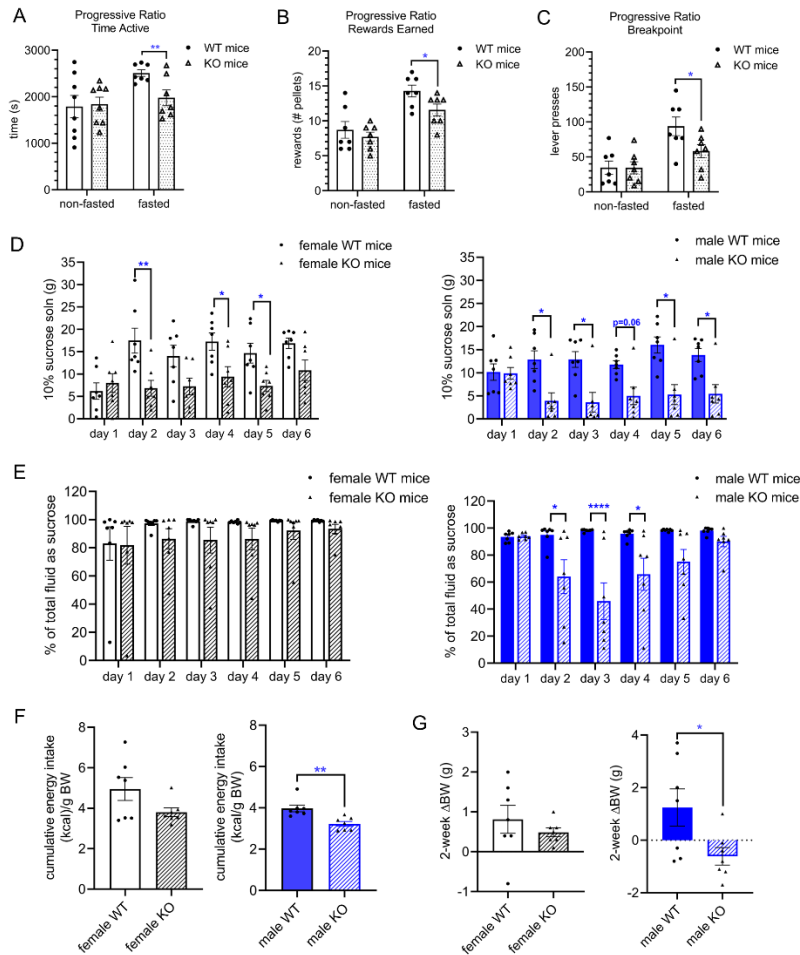 A
Progressive Ratio
Time Active
WT mice
KO mice
**
3000
2000
1000
0
time (s)
non-fasted
fasted
B
Progressive Ratio
Rewards Earned
WT mice
KO mice
*
20
15
10
5
0
rewards (# pellets)
non-fasted
fasted
C
Progressive Ratio
Breakpoint
WT mice
KO mice
*
200
150
100
50
0
lever presses
non-fasted
fasted
D
female WT mice
female KO mice
35
30
25
20
15
10
5
0
10% sucrose soln (g)
**
*
*
day 1
day 2
day 3
day 4
day 5
day 6
male WT mice
male KO mice
35
30
25
20
15
10
5
0
10% sucrose soln (g)
*
*
p=0.06
*
*
day 1
day 2
day 3
day 4
day 5
day 6
E
female WT mice
female KO mice
100
80
60
40
20
0
% of total fluid as sucrose
day 1
day 2
day 3
day 4
day 5
day 6
male WT mice
male KO mice
100
80
60
40
20
0
% of total fluid as sucrose
*
****
*
day 1
day 2
day 3
day 4
day 5
day 6
F
8
6
4
2
0
cumulative energy intake
(kcal)/g BW
female WT
female KO
8
6
4
2
0
cumulative energy intake
(kcal/g BW)
**
male WT
male KO
G
3
2
1
0
-1
2-week ΔBW (g)
female WT
female KO
4
2
0
-2
2-week ΔBW (g)
*
male WT
male KO